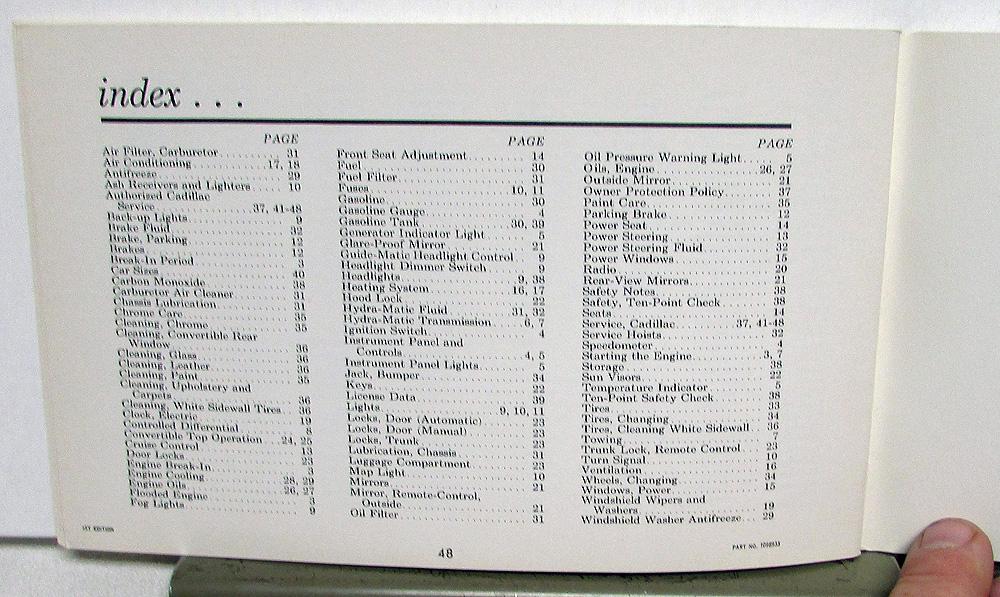 index . . .
PAGE
Air Filter, Carburetor 31
Air Conditioning 17, 18
Antifreeze 29
Ash Receivers and Lighters 10
Authorized Cadillac
Service 37, 41-48
Back-up Lights 9
Brake Fluid 32
Brake, Parking 12
Brakes 12
Break-In Period 3
Car Sizes 40
Carbon Monoxide 38
Carburetor Air Cleaner 31
Chassis Lubrication 31
Chrome Care 35
Cleaning, Chrome 35
Cleaning, Convertible Rear
Window 36
Cleaning, Glass 36
Cleaning, Leather 36
Cleaning, Paint 35
Cleaning, Upholstery and
Carpets 36
Cleaning, White Sidewall Tires 36
Clock, Electric 19
Controlled Differential
Convertible Top Operation 24, 25
Cruise Control 13
Door Locks 23
Engine Break-In 3
Engine Cooling 28, 29
Engine Oils 26, 27
Flooded Engine 3
Fog Lights 9
PAGE
Front Seat Adjustment 14
Fuel 30
Fuel Filter 31
Fuses 10, 11
Gasoline 30
Gasoline Gauge 4
Gasoline Tank 30, 39
Generator Indicator Light 5
Glare-Proof Mirror 21
Guide-Matic Headlight Control 9
Headlight Dimmer Switch 9
Headlights 9, 38
Heating System 16, 17
Hood Lock 22
Hydra-Matic Fluid 31, 32
Hydra-Matic Transmission 6, 7
Ignition Switch 4
Instrument Panel and
Controls 4, 5
Instrument Panel Lights 5
Jack, Bumper 34
Keys 22
License Data 39
Lights 9, 10, 11
Locks, Door (Automatic) 23
Locks, Door (Manual) 23
Locks, Trunk 23
Lubrication, Chassis 31
Luggage Compartment 23
Map Light 10
Mirrors 21
Mirror, Remote-Control,
Outside 21
Oil Filter 31
PAGE
Oil Pressure Warning Light 5
Oils, Engine 26, 27
Outside Mirror 21
Owner Protection Policy 37
Paint Care 35
Parking Brake 12
Power Seat 14
Power Steering 13
Power Steering Fluid 32
Power Windows 15
Radio 20
Rear-View Mirrors 21
Safety Notes 38
Safety, Ten-Point Check 38
Seats 14
Service, Cadillac 37, 41-48
Service Hoists 32
Speedometer 4
Starting the Engine 3, 7
Storage 38
Sun Visors 22
Temperature Indicator 5
Ten-Point Safety Check 38
Tires 33
Tires, Changing 34
Tires, Cleaning White Sidewall 36
Towing 7
Trunk Lock, Remote Control 23
Turn Signal 10
Ventilation 16
Wheels, Changing 34
Windows, Power 15
Windshield Wipers and
Washers 19
Windshield Washer Antifreeze 29
1ST EDITION
48
PART NO.